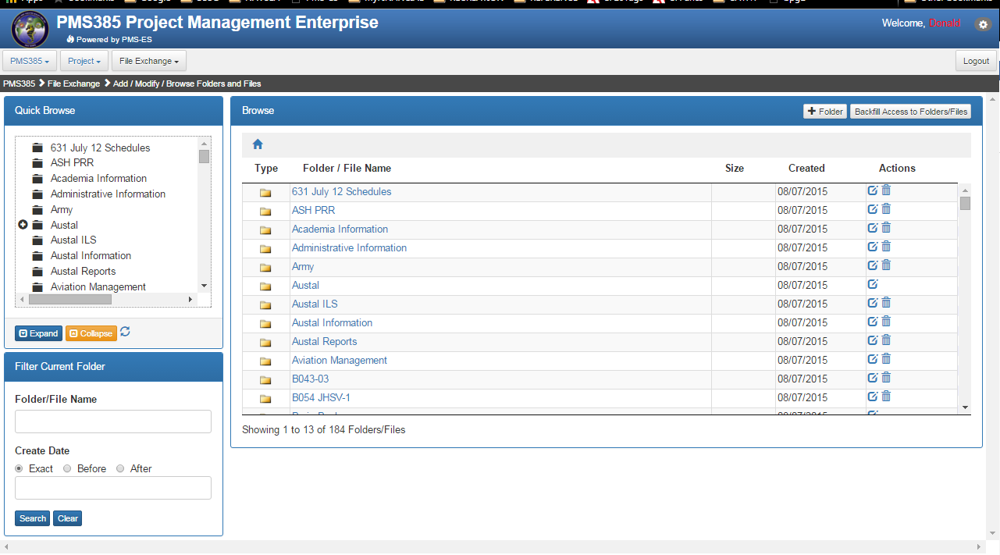 Apps
Bookmarks
Google
PMS385 Project Management Enterprise
Powered by PMS-ES
Welcome, Donald
PMS385
Project
File Exchange
Logout
PMS385 File Exchange Add / Modify / Browse Folders and Files
Quick Browse
631 July 12 Schedules
ASH PRR
Academia Information
Administrative Information
Army
Austal
Austal ILS
Austal Information
Austal Reports
Aviation Management
Expand Collapse
Filter Current Folder
Folder/File Name
Create Date
Exact Before After
Search Clear
Browse
Folder Backfill Access to Folders/Files
Type Folder / File Name Size Created Actions
631 July 12 Schedules 08/07/2015
ASH PRR 08/07/2015
Academia Information 08/07/2015
Administrative Information 08/07/2015
Army 08/07/2015
Austal 08/07/2015
Austal ILS 08/07/2015
Austal Information 08/07/2015
Austal Reports 08/07/2015
Aviation Management 08/07/2015
B043-03 08/07/2015
B054 JHSV-1 08/07/2015
08/07/2015
Showing 1 to 13 of 184 Folders/Files